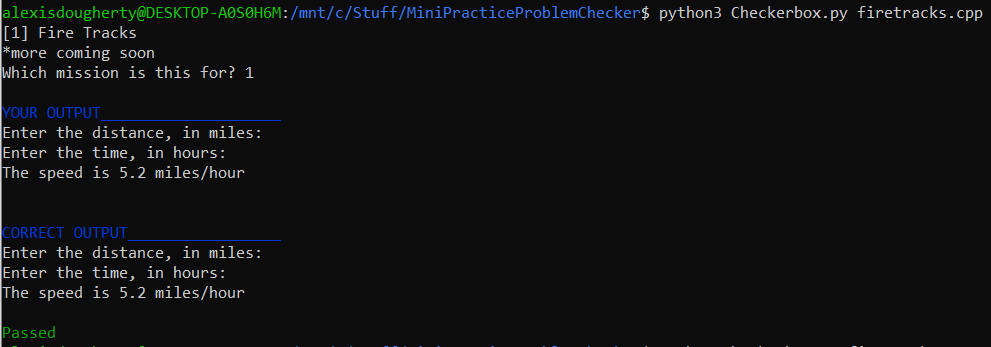 alexisdougherty@DESKTOP-A0S0H6M:/mnt/c/Stuff/MiniPracticeProblemChecker$ python3 Checkerbox.py firetracks.cpp
[1] Fire Tracks
*more coming soon
Which mission is this for? 1
YOUR OUTPUT____________________
Enter the distance, in miles:
Enter the time, in hours:
The speed is 5.2 miles/hour
CORRECT OUTPUT_________________
Enter the distance, in miles:
Enter the time, in hours:
The speed is 5.2 miles/hour
Passed